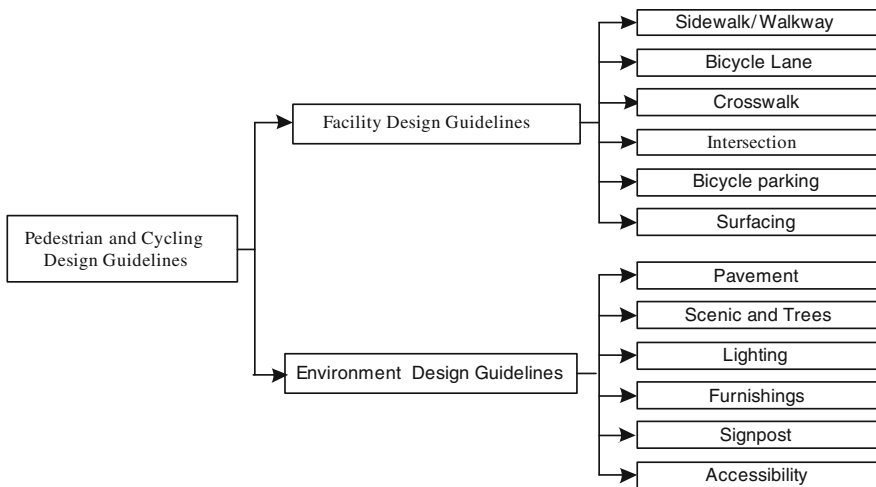 Pedestrian and Cycling
Design Guidelines
Facility Design Guidelines
Sidewalk/Walkway
Bicycle Lane
Crosswalk
Intersection
Bicycle parking
Surfacing
Environment Design Guidelines
Pavement
Scenic and Trees
Lighting
Furnishings
Signpost
Accessibility